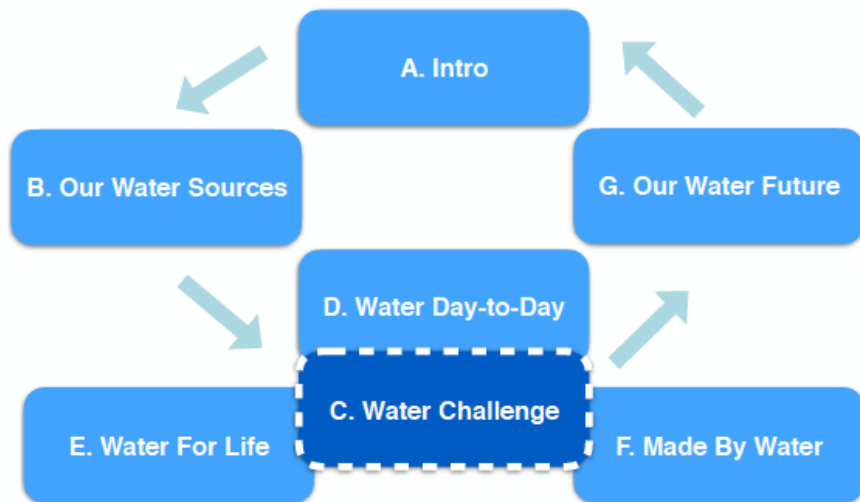 A. Intro
B. Our Water Sources
G. Our Water Future
D. Water Day-to-Day
C. Water Challenge
E. Water For Life
F. Made By Water